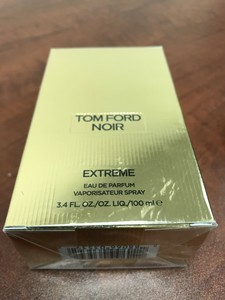 TOM FORD
NOIR
EXTREME
EAU DE PARFUM
VAPORISATEUR SPRAY
3.4 FL. OZ./OZ. LIQ./100 ml ℮